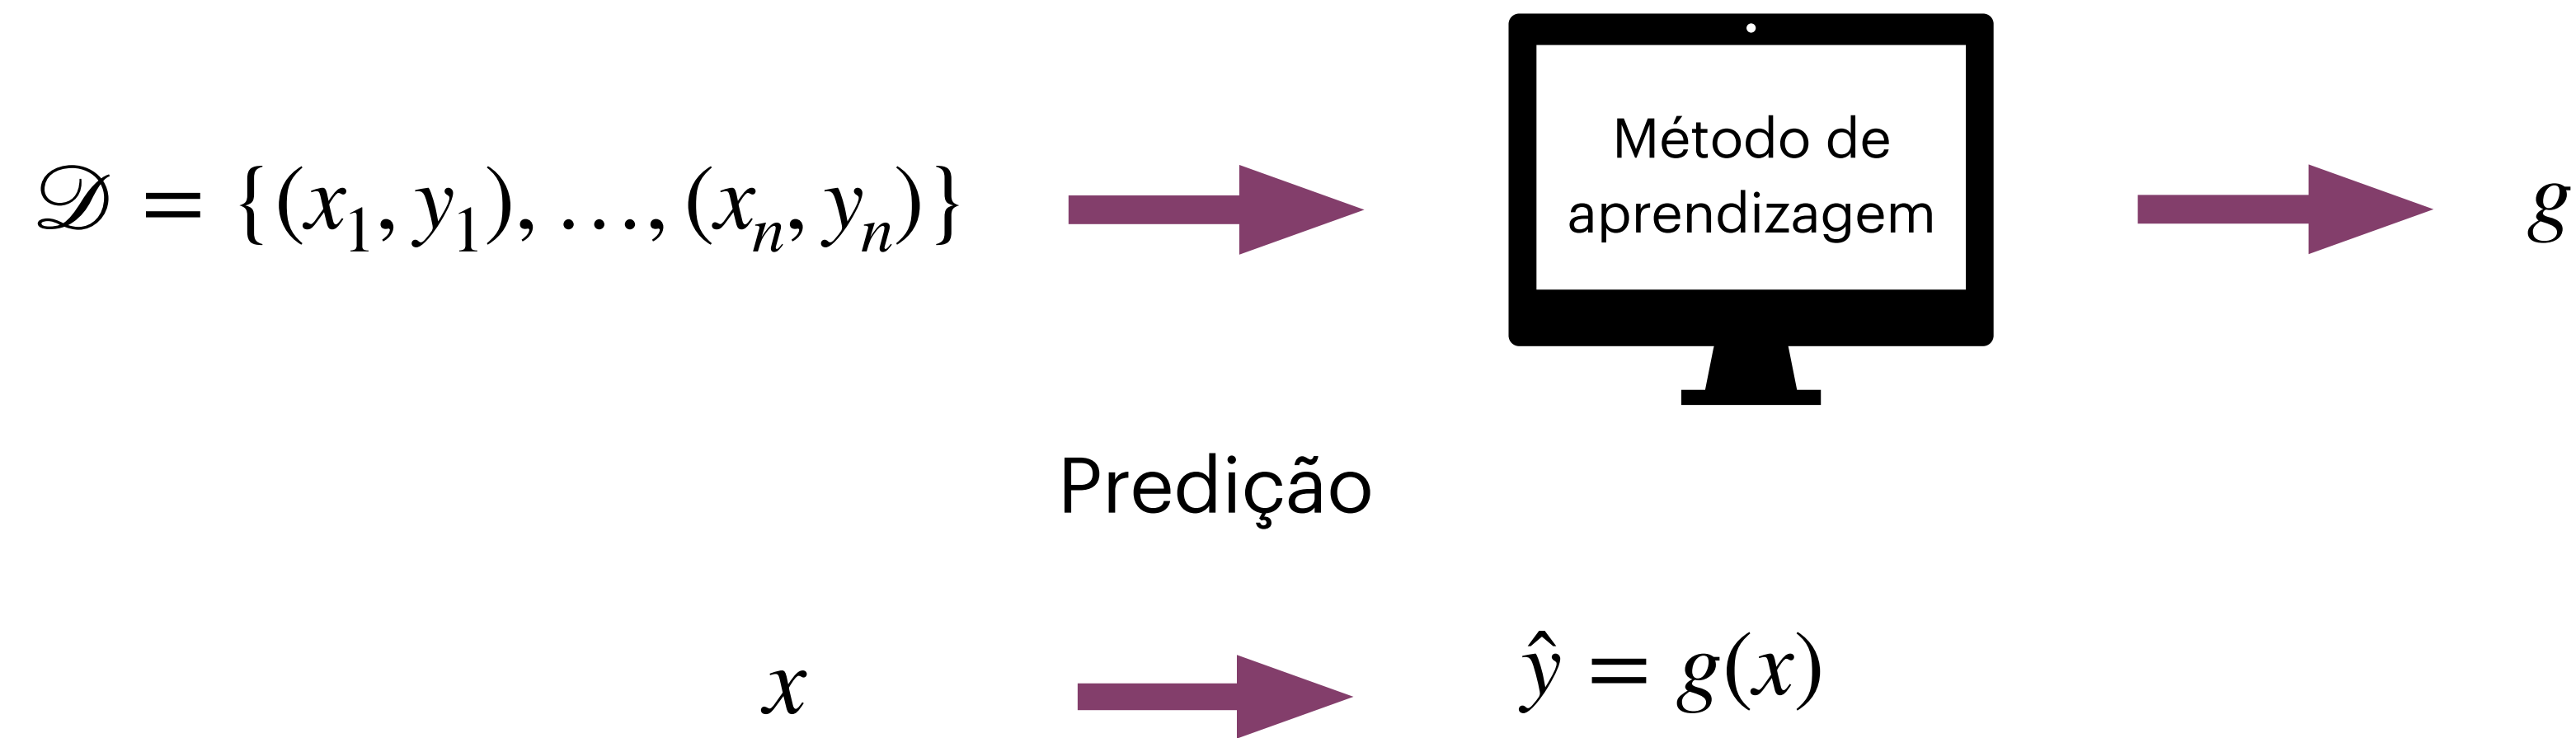 𝒟 = {(x₁, y₁), …, (xₙ, yₙ)}
Método de
aprendizagem
g
Predição
x
ŷ = g(x)